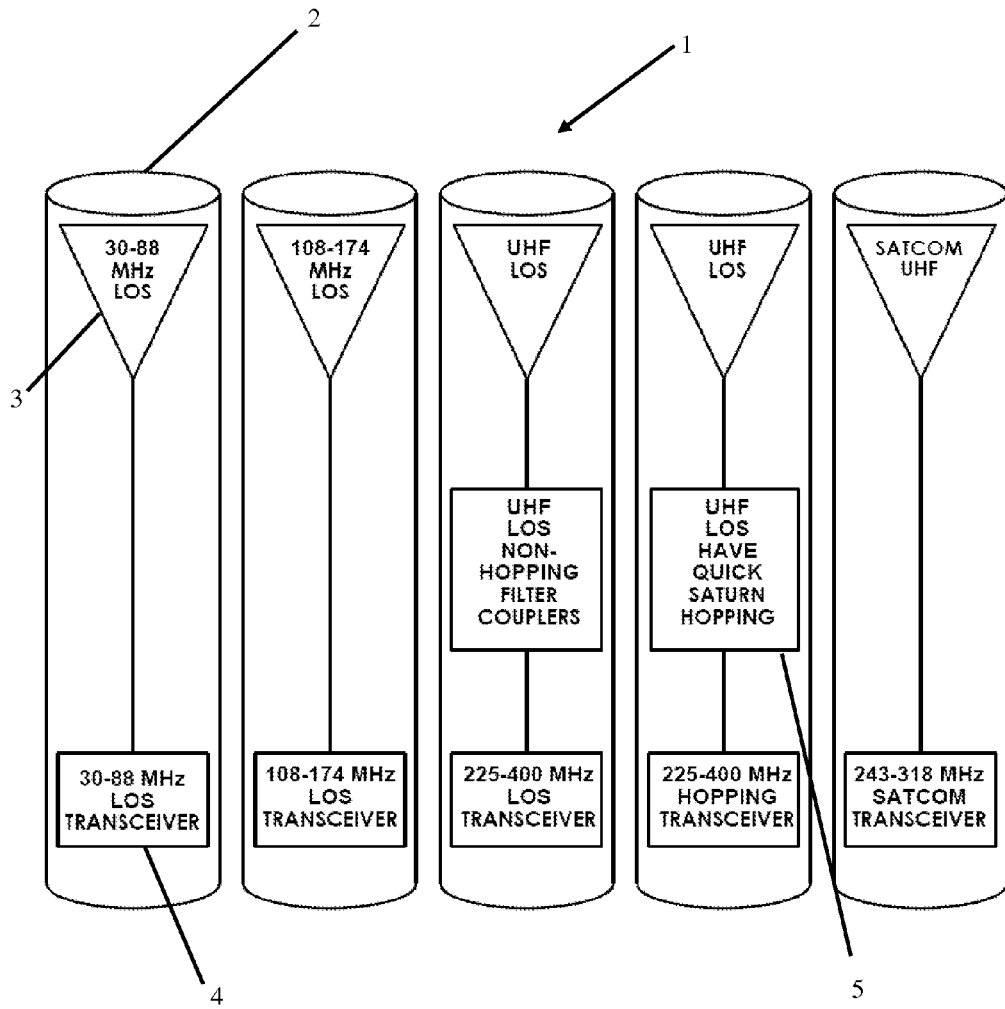 2
1
30-88
MHz
LOS
108-174
MHz
LOS
UHF
LOS
UHF
LOS
SATCOM
UHF
3
UHF
LOS
NON-
HOPPING
FILTER
COUPLERS
UHF
LOS
HAVE
QUICK
SATURN
HOPPING
30-88 MHz
LOS
TRANSCEIVER
108-174 MHz
LOS
TRANSCEIVER
225-400 MHz
LOS
TRANSCEIVER
225-400 MHz
HOPPING
TRANSCEIVER
243-318 MHz
SATCOM
TRANSCEIVER
4
5